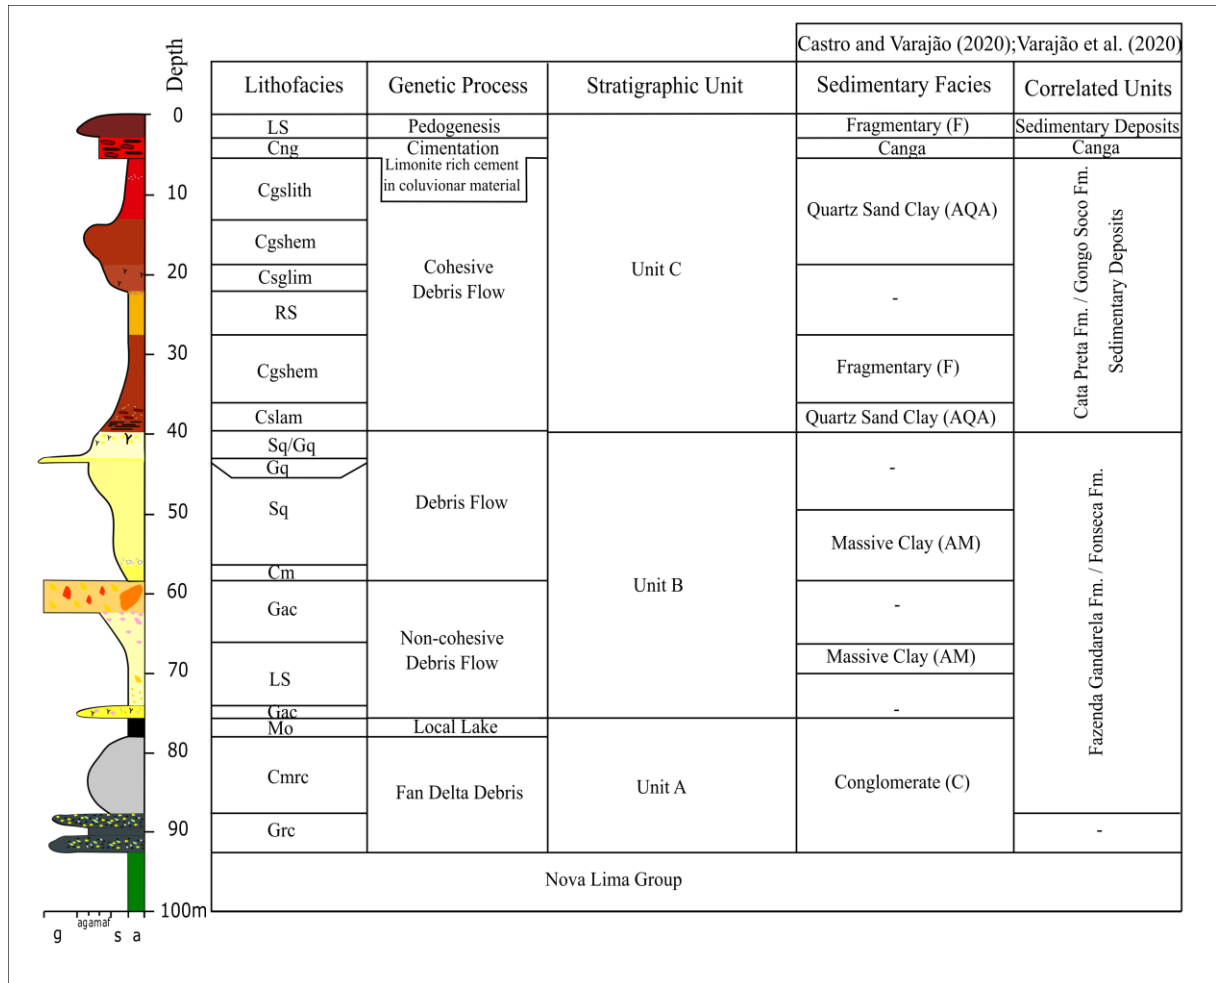 Castro and Varajão (2020);Varajão et al. (2020)
Depth
Lithofacies
Genetic Process
Stratigraphic Unit
Sedimentary Facies
Correlated Units
0
10
20
30
40
50
60
70
80
90
100m
LS
Cng
Cgslith
Cgshem
Csglim
RS
Cgshem
Cslam
Sq/Gq
Gq
Sq
Cm
Gac
LS
Gac
Mo
Cmrc
Grc
Pedogenesis
Cimentation
Limonite rich cement
in coluvionar material
Cohesive
Debris Flow
Debris Flow
Non-cohesive
Debris Flow
Local Lake
Fan Delta Debris
Unit C
Unit B
Unit A
Fragmentary (F)
Canga
Quartz Sand Clay (AQA)
-
Fragmentary (F)
Quartz Sand Clay (AQA)
-
Massive Clay (AM)
-
Massive Clay (AM)
-
Conglomerate (C)
Sedimentary Deposits
Canga
Cata Preta Fm. / Gongo Soco Fm.
Sedimentary Deposits
Fazenda Gandarela Fm. / Fonseca Fm.
-
Nova Lima Group
agamaf
g s a